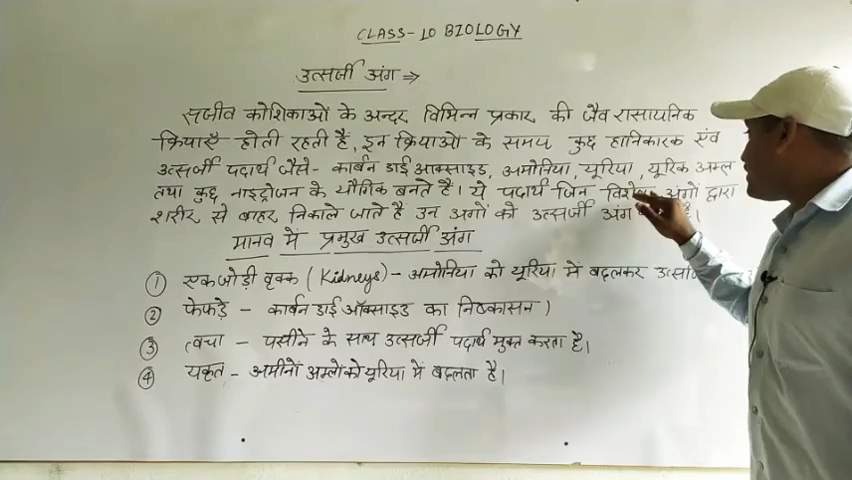 CLASS-10 BIOLOGY
उत्सर्जी अंग ⇒
सजीव कोशिकाओं के अन्दर विभिन्न प्रकार की जैव रासायनिक
क्रियाएँ होती रहती हैं, इन क्रियाओं के समय कुछ हानिकारक एंव
उत्सर्जी पदार्थ जैसे- कार्बन डाई आक्साइड, अमोनिया, यूरिया, यूरिक अम्ल
तथा कुछ नाइट्रोजन के यौगिक बनते हैं। ये पदार्थ जिन विशेष अंगों द्वारा
शरीर से बाहर निकाले जाते हैं उन अगों को उत्सर्जी अंग है।
मानव में प्रमुख उत्सर्जी अंग
① एकजोड़ी वृक्क (Kidneys) - अमोनिया को यूरिया में बदलकर
② फेफड़े - कार्बन डाई ऑक्साइड का निष्कासन)
③ त्वचा - पसीने के साथ उत्सर्जी पदार्थ मुक्त करता है।
④ यकृत - अमीनों अम्लो को यूरिया में बदलता है।